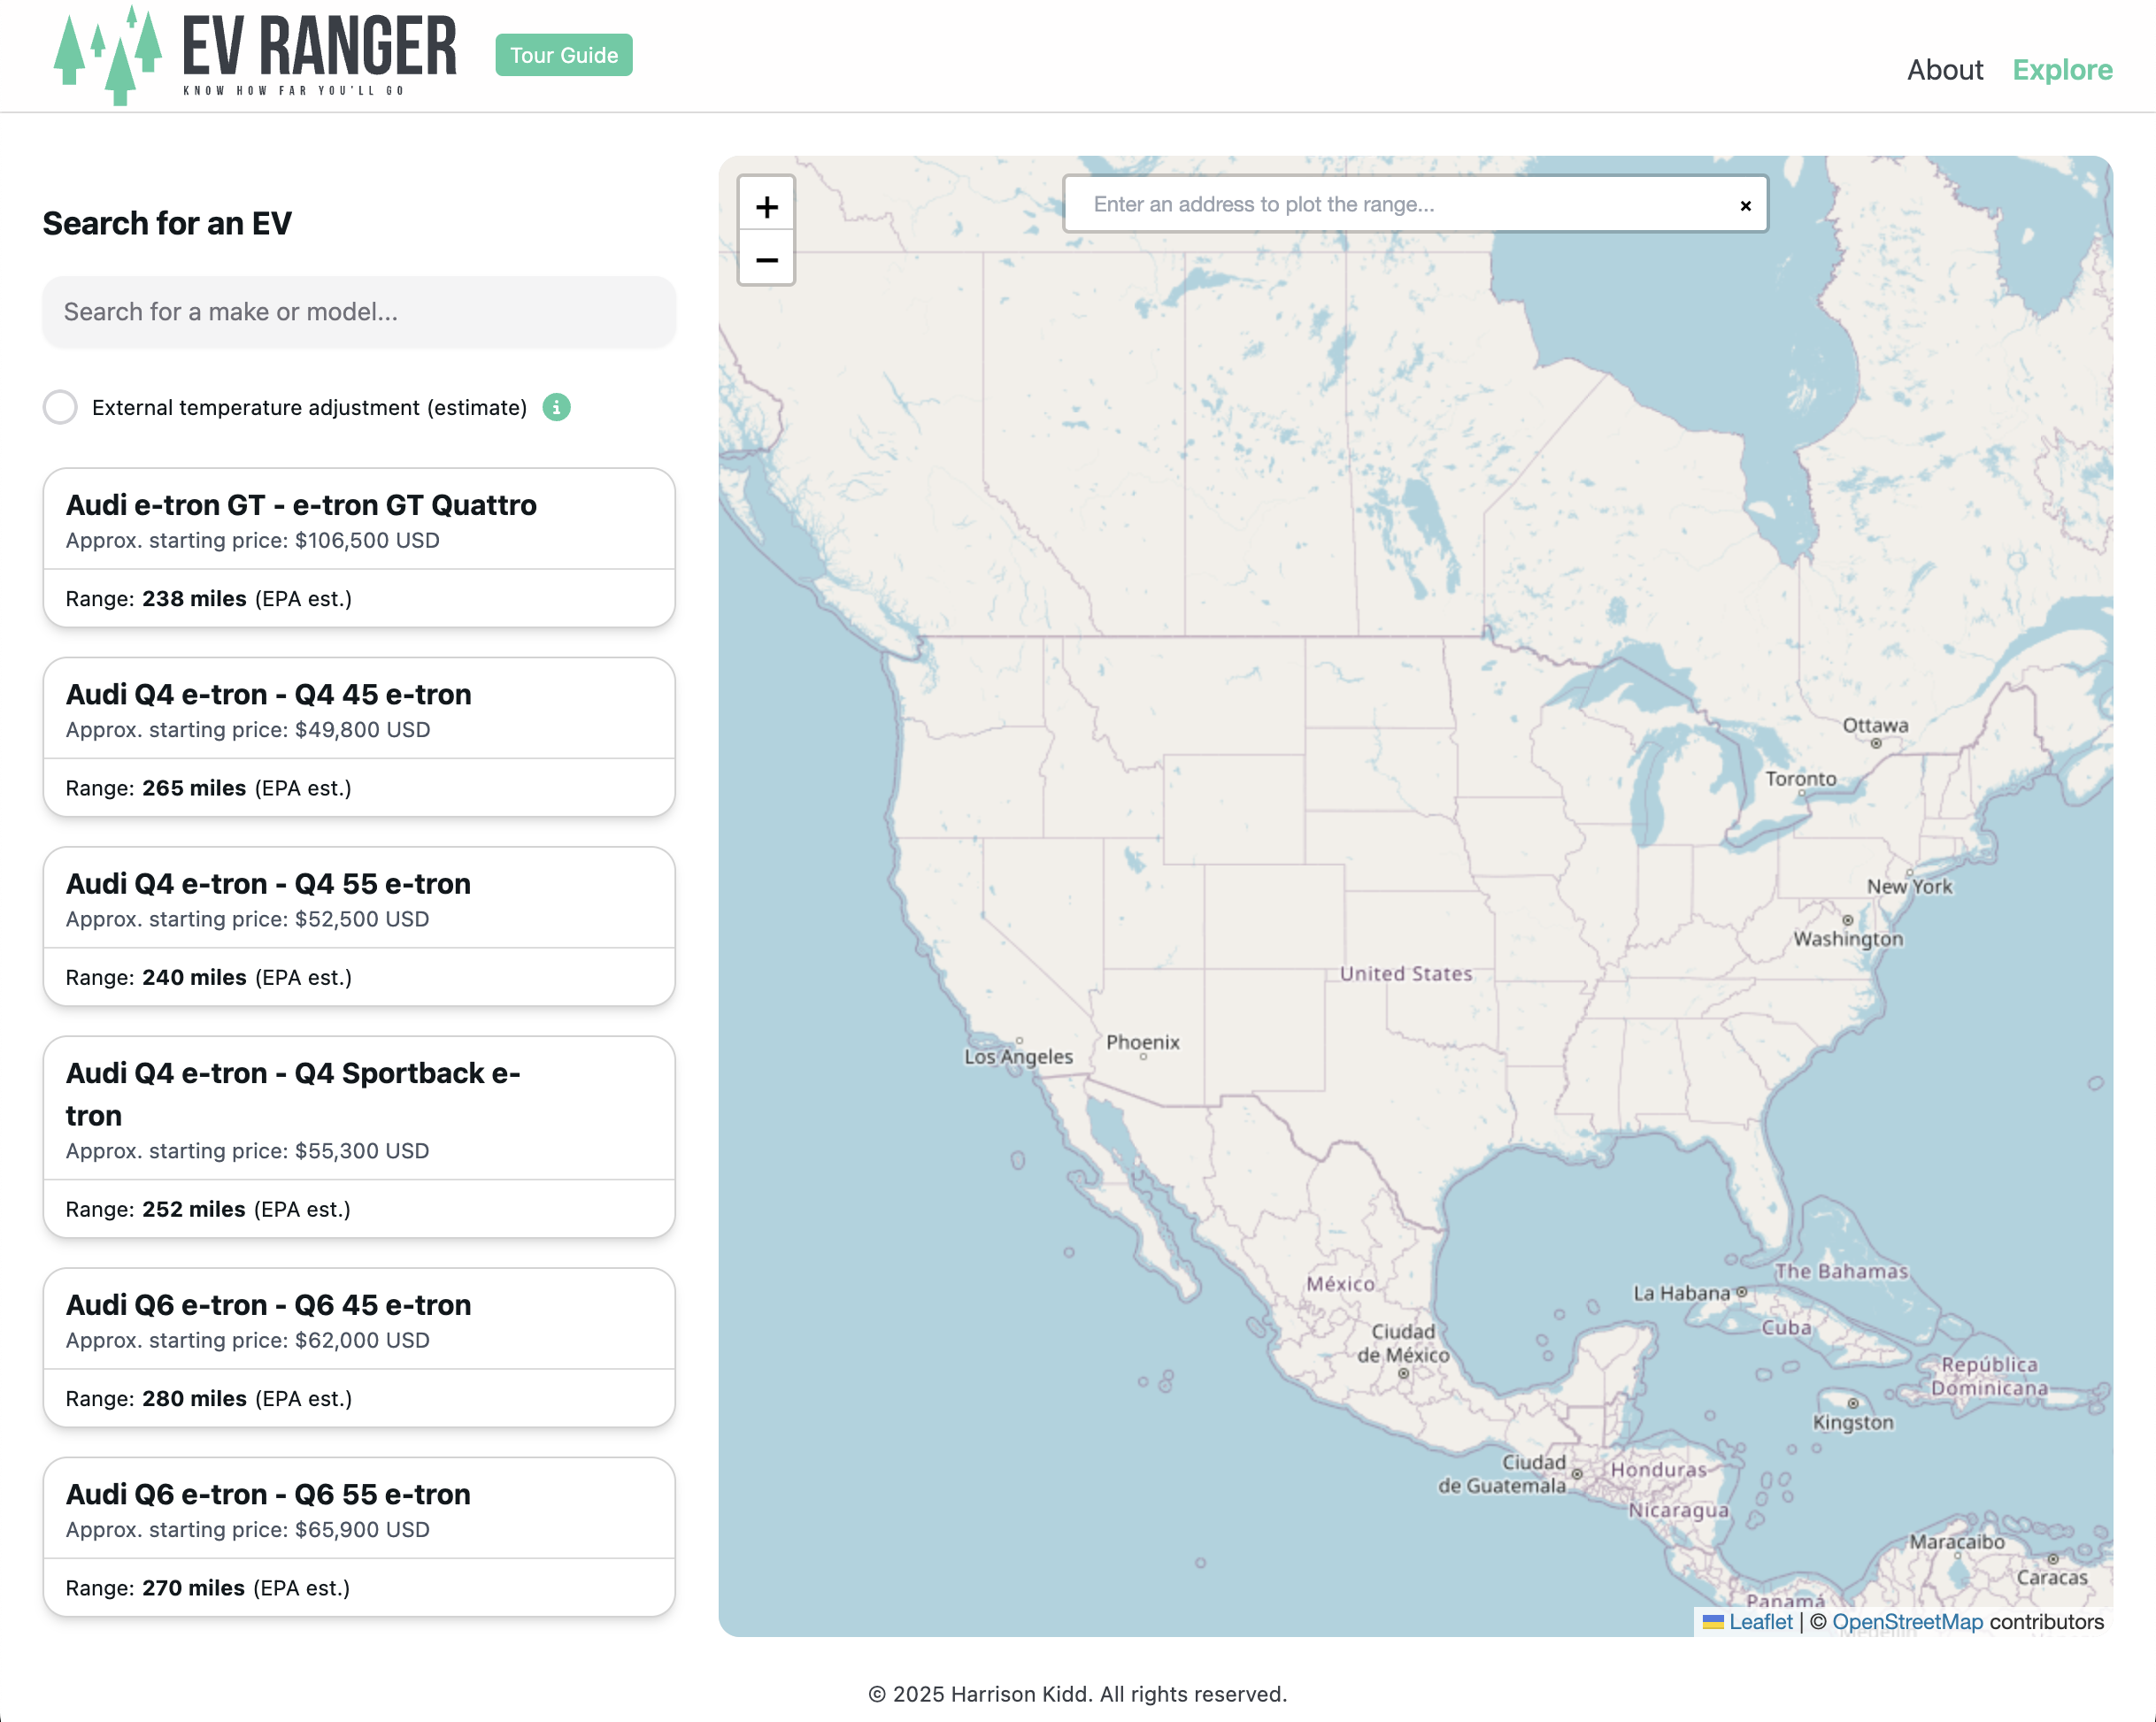 EV RANGER
KNOW HOW FAR YOU'LL GO
Tour Guide
About
Explore
Search for an EV
Search for a make or model...
External temperature adjustment (estimate)
i
Audi e-tron GT - e-tron GT Quattro
Approx. starting price: $106,500 USD
Range: 238 miles (EPA est.)
Audi Q4 e-tron - Q4 45 e-tron
Approx. starting price: $49,800 USD
Range: 265 miles (EPA est.)
Audi Q4 e-tron - Q4 55 e-tron
Approx. starting price: $52,500 USD
Range: 240 miles (EPA est.)
Audi Q4 e-tron - Q4 Sportback e-
tron
Approx. starting price: $55,300 USD
Range: 252 miles (EPA est.)
Audi Q6 e-tron - Q6 45 e-tron
Approx. starting price: $62,000 USD
Range: 280 miles (EPA est.)
Audi Q6 e-tron - Q6 55 e-tron
Approx. starting price: $65,900 USD
Range: 270 miles (EPA est.)
+
−
Enter an address to plot the range...
×
Ottawa
Toronto
New York
Washington
United States
Los Angeles
Phoenix
México
Ciudad
de México
La Habana
The Bahamas
Cuba
República
Dominicana
Kingston
Ciudad
de Guatemala
Honduras
Nicaragua
Maracaibo
Caracas
Panamá
Leaflet | © OpenStreetMap contributors
© 2025 Harrison Kidd. All rights reserved.